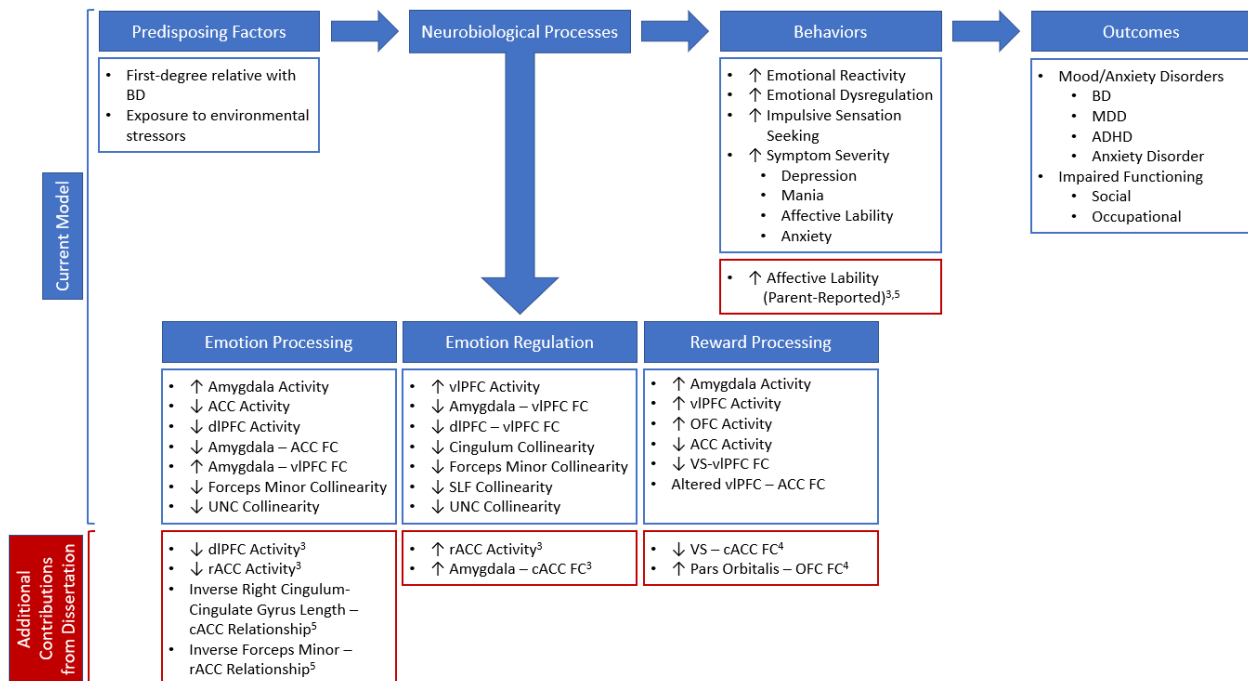 Predisposing Factors
Neurobiological Processes
Behaviors
Outcomes
• First-degree relative with
BD
• Exposure to environmental
stressors
• ↑ Emotional Reactivity
• ↑ Emotional Dysregulation
• ↑ Impulsive Sensation
Seeking
• ↑ Symptom Severity
• Depression
• Mania
• Affective Lability
• Anxiety
• Mood/Anxiety Disorders
• BD
• MDD
• ADHD
• Anxiety Disorder
• Impaired Functioning
• Social
• Occupational
Current Model
• ↑ Affective Lability
(Parent-Reported)3,5
Emotion Processing
Emotion Regulation
Reward Processing
• ↑ Amygdala Activity
• ↓ ACC Activity
• ↓ dlPFC Activity
• ↓ Amygdala – ACC FC
• ↑ Amygdala – vlPFC FC
• ↓ Forceps Minor Collinearity
• ↓ UNC Collinearity
• ↑ vlPFC Activity
• ↓ Amygdala – vlPFC FC
• ↓ dlPFC – vlPFC FC
• ↓ Cingulum Collinearity
• ↓ Forceps Minor Collinearity
• ↓ SLF Collinearity
• ↓ UNC Collinearity
• ↑ Amygdala Activity
• ↑ vlPFC Activity
• ↑ OFC Activity
• ↓ ACC Activity
• ↓ VS-vlPFC FC
• Altered vlPFC – ACC FC
Additional
Contributions
from Dissertation
• ↓ dlPFC Activity3
• ↓ rACC Activity3
• Inverse Right Cingulum-
Cingulate Gyrus Length –
cACC Relationship5
• Inverse Forceps Minor –
rACC Relationship5
• ↑ rACC Activity3
• ↑ Amygdala – cACC FC3
• ↓ VS – cACC FC4
• ↑ Pars Orbitalis – OFC FC4